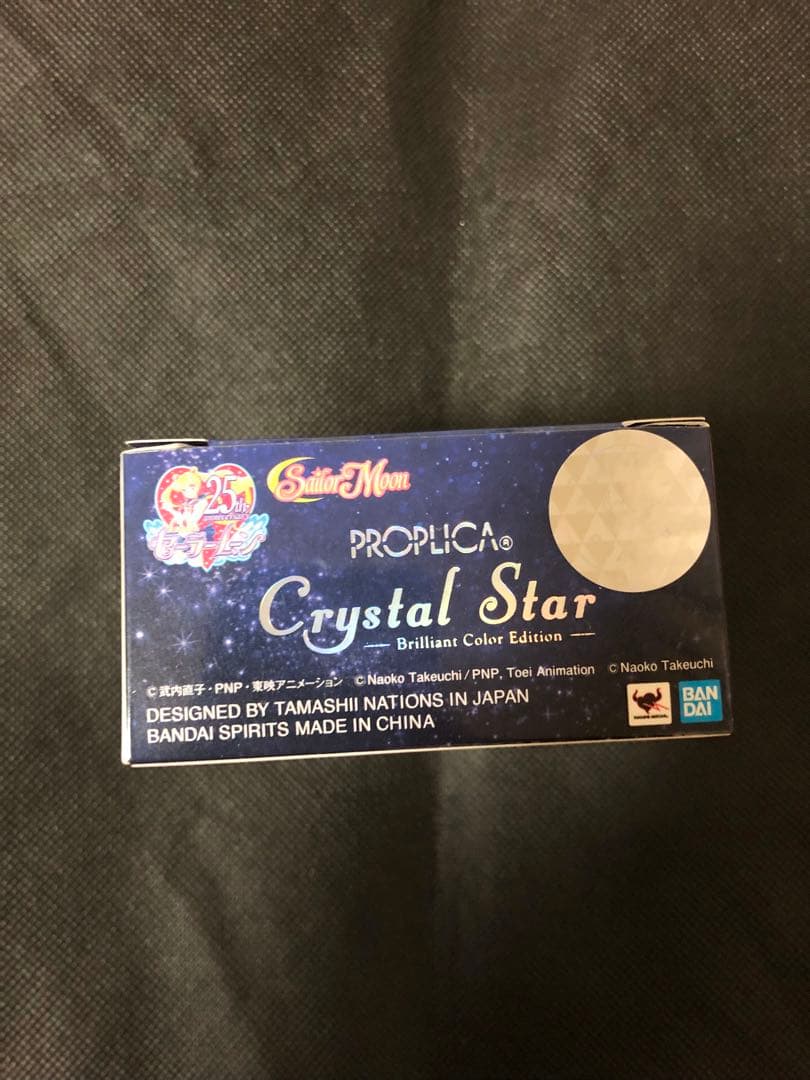 25th
anniversary
セーラームーン
Sailor Moon
PROPLICA®
Crystal Star
Brilliant Color Edition
©武内直子・PNP・東映アニメーション © Naoko Takeuchi / PNP, Toei Animation © Naoko Takeuchi
DESIGNED BY TAMASHII NATIONS IN JAPAN
BANDAI SPIRITS MADE IN CHINA
BAN
DAI